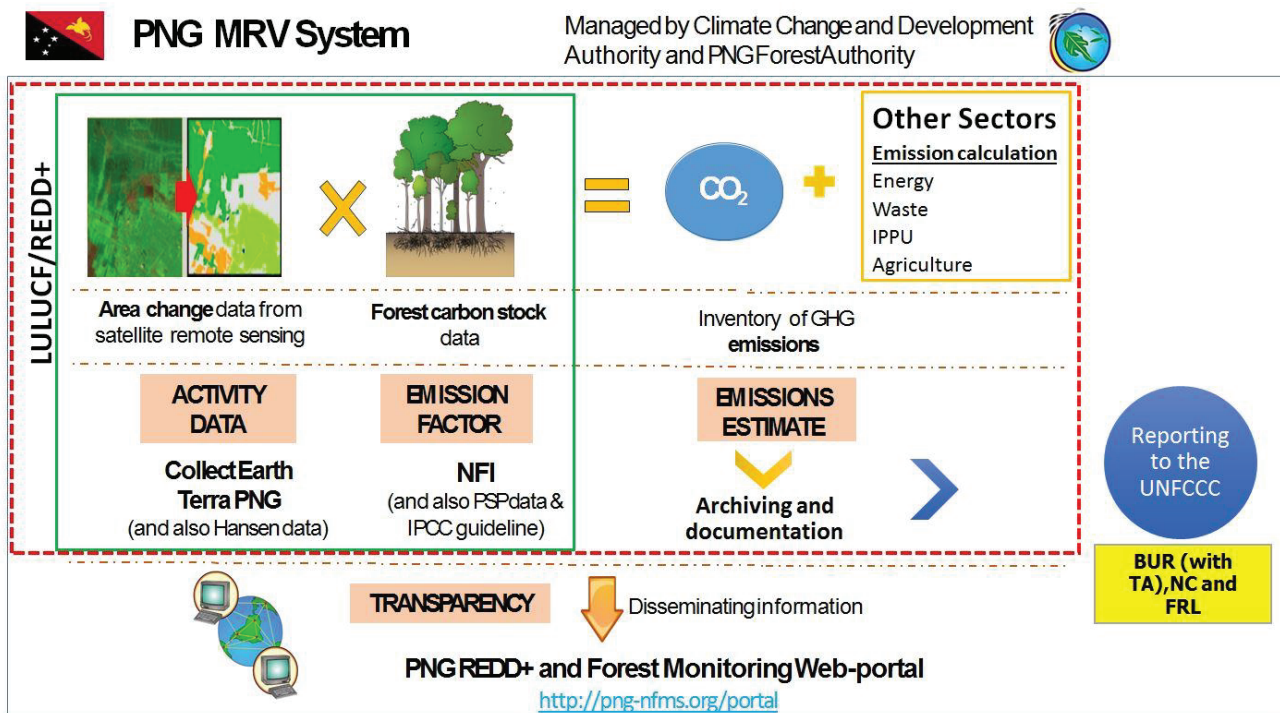 PNG MRV System
Managed by Climate Change and Development
Authority and PNG Forest Authority
LULUCF/REDD+
Other Sectors
Emission calculation
Energy
Waste
IPPU
Agriculture
CO₂
Area change data from
satellite remote sensing
Forest carbon stock
data
Inventory of GHG
emissions
ACTIVITY
DATA
EMISSION
FACTOR
EMISSIONS
ESTIMATE
Collect Earth
Terra PNG
(and also Hansen data)
NFI
(and also PSP data &
IPCC guideline)
Archiving and
documentation
Reporting
to the
UNFCCC
BUR (with
TA),NC and
FRL
TRANSPARENCY
Disseminating information
PNG REDD+ and Forest Monitoring Web-portal
http://png-nfms.org/portal